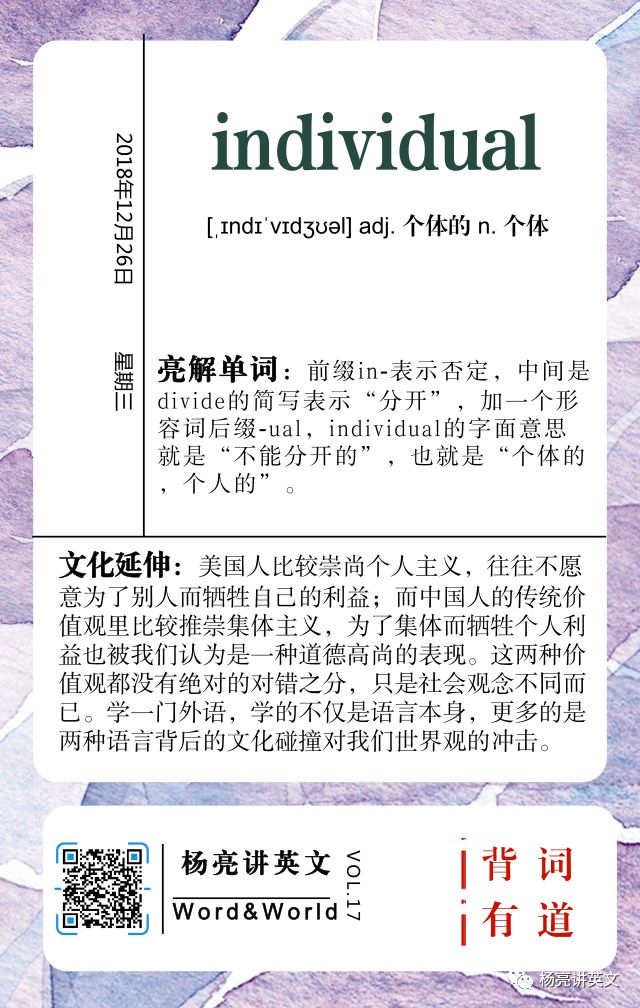 individual
[ˌɪndɪˈvɪdʒʊəl] adj. 个体的 n. 个体
2018年12月26日
星期三
亮解单词：前缀in-表示否定，中间是
divide的简写表示“分开”，加一个形
容词后缀-ual，individual的字面意思
就是“不能分开的”，也就是“个体的
，个人的”。
文化延伸：美国人比较崇尚个人主义，往往不愿
意为了别人而牺牲自己的利益；而中国人的传统价
值观里比较推崇集体主义，为了集体而牺牲个人利
益也被我们认为是一种道德高尚的表现。这两种价
值观都没有绝对的对错之分，只是社会观念不同而
已。学一门外语，学的不仅是语言本身，更多的是
两种语言背后的文化碰撞对我们世界观的冲击。
杨亮讲英文
Word&World
VOL.17
背词
有道
杨亮讲英文